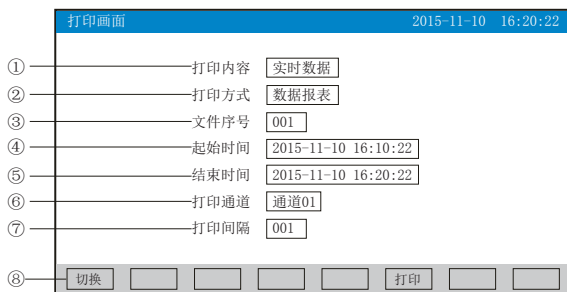 打印画面 2015-11-10 16:20:22
① 打印内容 实时数据
② 打印方式 数据报表
③ 文件序号 001
④ 起始时间 2015-11-10 16:10:22
⑤ 结束时间 2015-11-10 16:20:22
⑥ 打印通道 通道01
⑦ 打印间隔 001
⑧ 切换 打印